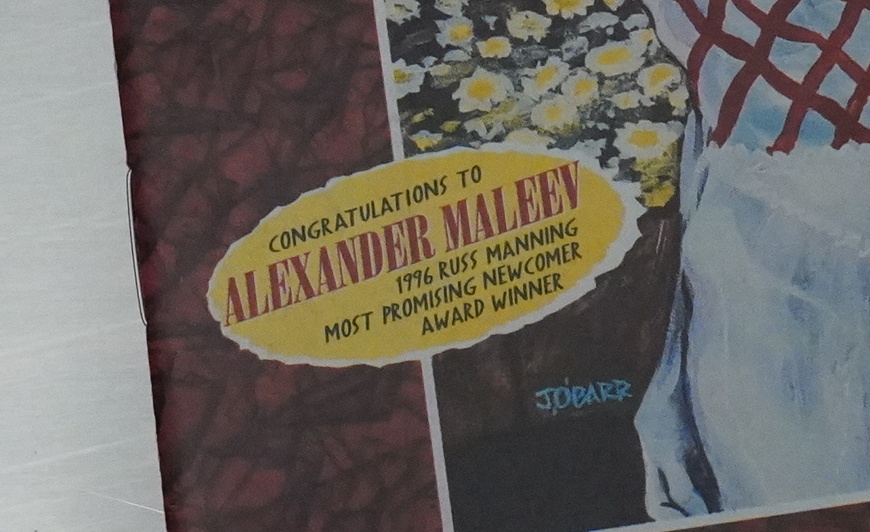 CONGRATULATIONS TO
ALEXANDER MALEEV
1996 RUSS MANNING
MOST PROMISING NEWCOMER
AWARD WINNER
J.O'BARR